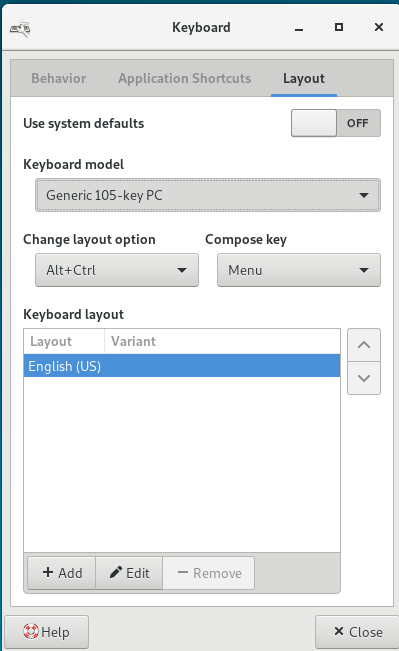 Keyboard
Behavior Application Shortcuts Layout
Use system defaults OFF
Keyboard model
Generic 105-key PC
Change layout option Compose key
Alt+Ctrl Menu
Keyboard layout
Layout Variant
English (US)
Add Edit Remove
Help Close